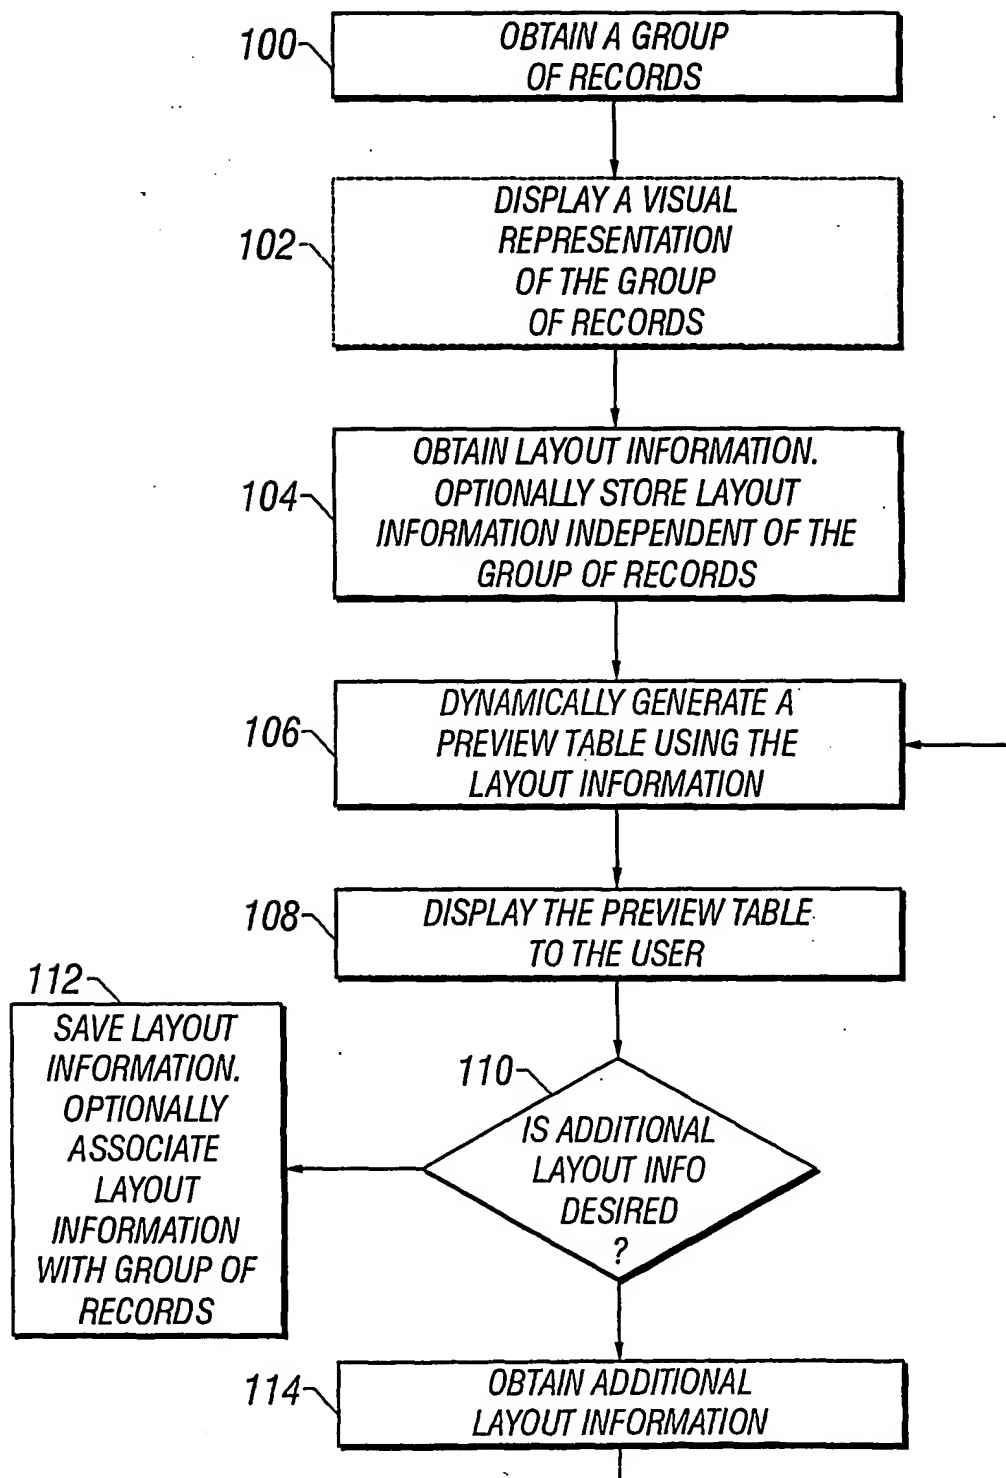 100
OBTAIN A GROUP
OF RECORDS
102
DISPLAY A VISUAL
REPRESENTATION
OF THE GROUP
OF RECORDS
104
OBTAIN LAYOUT INFORMATION.
OPTIONALLY STORE LAYOUT
INFORMATION INDEPENDENT OF THE
GROUP OF RECORDS
106
DYNAMICALLY GENERATE A
PREVIEW TABLE USING THE
LAYOUT INFORMATION
108
DISPLAY THE PREVIEW TABLE
TO THE USER
110
IS ADDITIONAL
LAYOUT INFO
DESIRED
?
112
SAVE LAYOUT
INFORMATION.
OPTIONALLY
ASSOCIATE
LAYOUT
INFORMATION
WITH GROUP OF
RECORDS
114
OBTAIN ADDITIONAL
LAYOUT INFORMATION